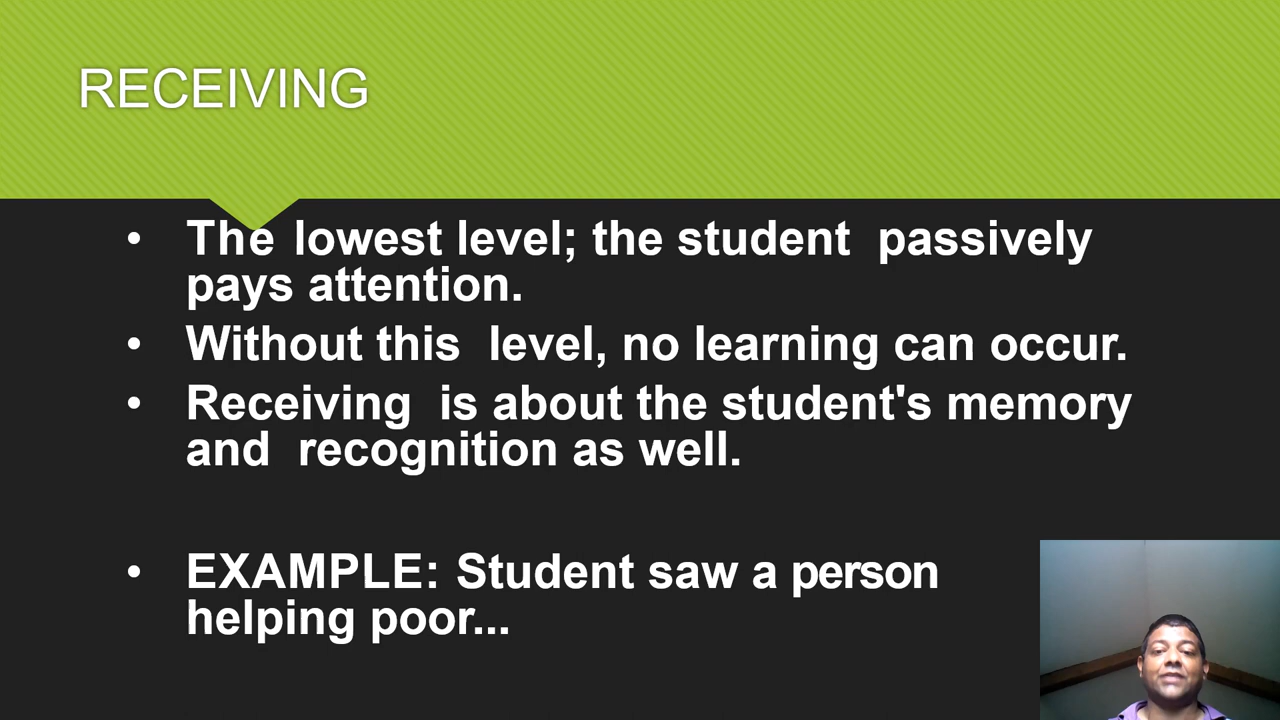 RECEIVING
• The lowest level; the student passively
pays attention.
• Without this level, no learning can occur.
• Receiving is about the student's memory
and recognition as well.
• EXAMPLE: Student saw a person
helping poor...